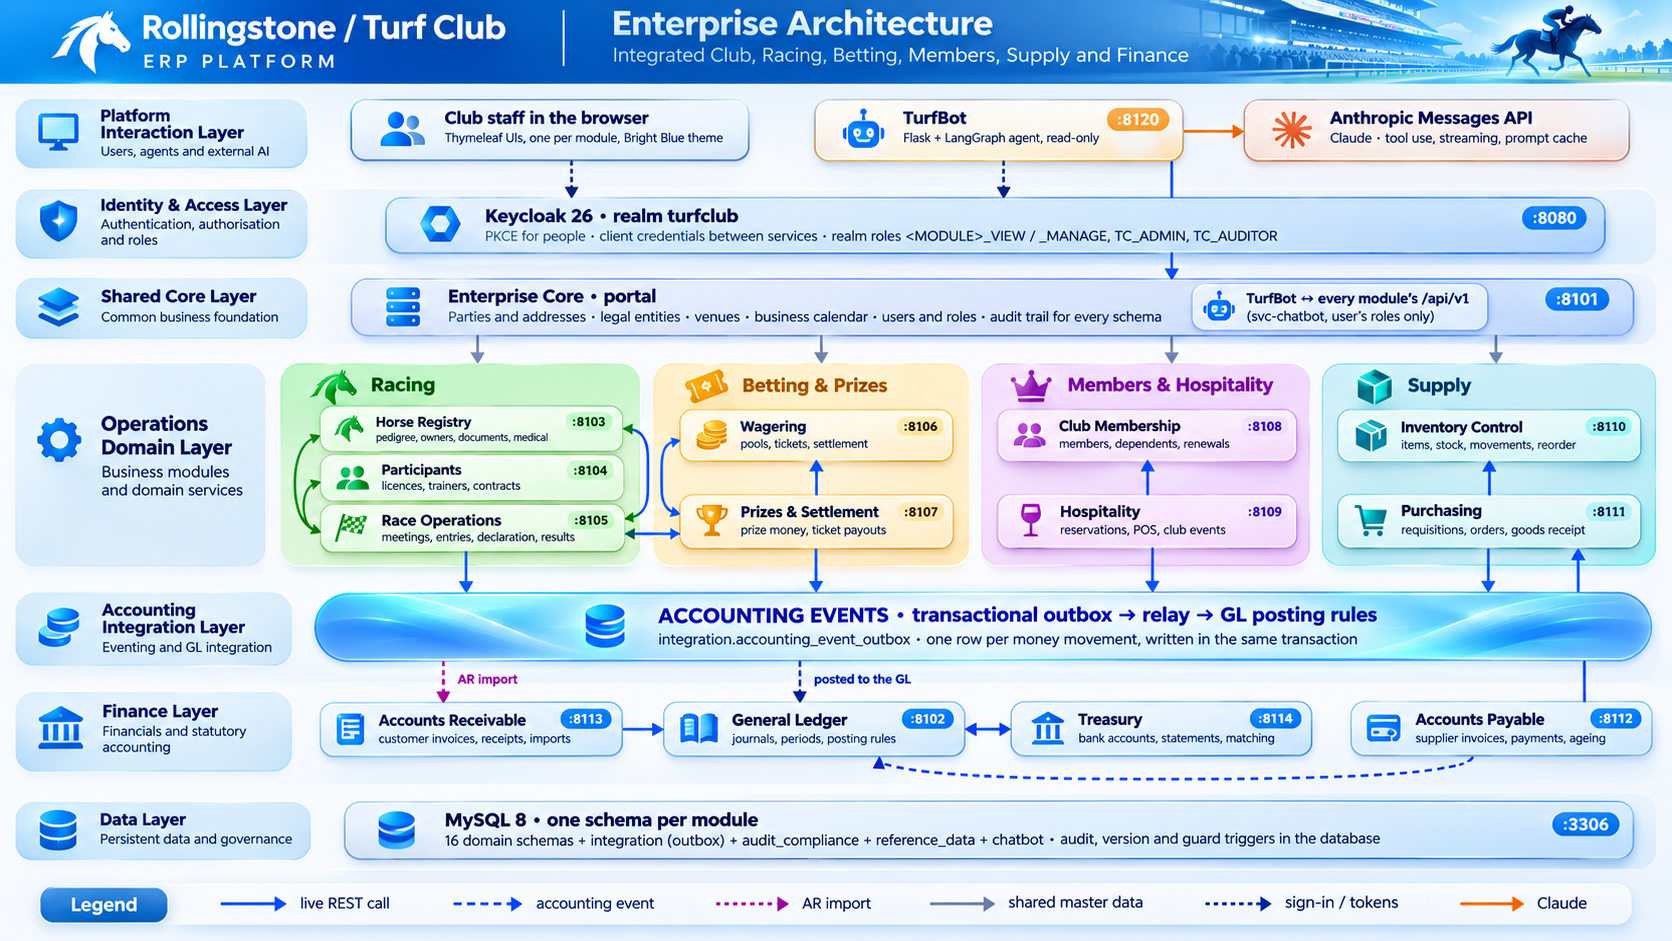 Rollingstone / Turf Club
ERP PLATFORM
Enterprise Architecture
Integrated Club, Racing, Betting, Members, Supply and Finance
Platform
Interaction Layer
Users, agents and external AI
Club staff in the browser
Thymeleaf UIs, one per module, Bright Blue theme
TurfBot
:8120
Flask + LangGraph agent, read-only
Anthropic Messages API
Claude · tool use, streaming, prompt cache
Identity & Access Layer
Authentication, authorisation
and roles
Keycloak 26 • realm turfclub
:8080
PKCE for people · client credentials between services · realm roles <MODULE>_VIEW / _MANAGE, TC_ADMIN, TC_AUDITOR
Shared Core Layer
Common business foundation
Enterprise Core • portal
Parties and addresses · legal entities · venues · business calendar · users and roles · audit trail for every schema
TurfBot ↔ every module's /api/v1
(svc-chatbot, user's roles only)
:8101
Operations
Domain Layer
Business modules
and domain services
Racing
Horse Registry
:8103
pedigree, owners, documents, medical
Participants
:8104
licences, trainers, contracts
Race Operations
:8105
meetings, entries, declaration, results
Betting & Prizes
Wagering
:8106
pools, tickets, settlement
Prizes & Settlement
:8107
prize money, ticket payouts
Members & Hospitality
Club Membership
:8108
members, dependents, renewals
Hospitality
:8109
reservations, POS, club events
Supply
Inventory Control
:8110
items, stock, movements, reorder
Purchasing
:8111
requisitions, orders, goods receipt
Accounting
Integration Layer
Eventing and GL integration
ACCOUNTING EVENTS • transactional outbox → relay → GL posting rules
integration.accounting_event_outbox · one row per money movement, written in the same transaction
AR import
posted to the GL
Finance Layer
Financials and statutory
accounting
Accounts Receivable
:8113
customer invoices, receipts, imports
General Ledger
:8102
journals, periods, posting rules
Treasury
:8114
bank accounts, statements, matching
Accounts Payable
:8112
supplier invoices, payments, ageing
Data Layer
Persistent data and governance
MySQL 8 • one schema per module
:3306
16 domain schemas + integration (outbox) + audit_compliance + reference_data + chatbot · audit, version and guard triggers in the database
Legend
live REST call
accounting event
AR import
shared master data
sign-in / tokens
Claude